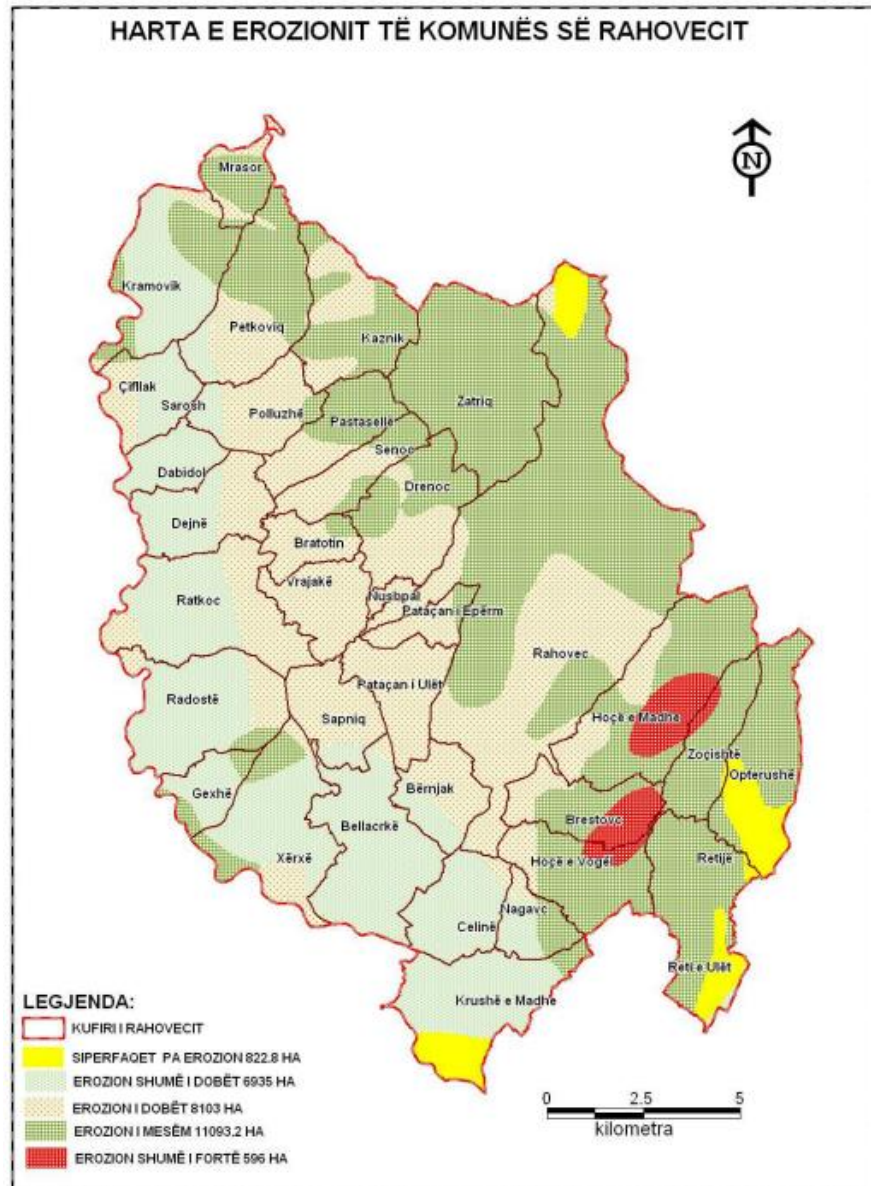 HARTA E EROZIONIT TË KOMUNËS SË RAHOVECIT
N
Mrasor
Kramovik
Petkoviq
Kaznik
Çifllak
Sarosh
Polluzhë
Pastasellë
Zatriq
Senoc
Dabidol
Drenoc
Dejnë
Bratotin
Vrajakë
Ratkoc
Nushpal
Pataçan i Epërm
Rahovec
Pataçan i Ulët
Radostë
Sapniq
Hoçë e Madhe
Zoçishtë
Opterushë
Gexhë
Bërnjak
Bellacrkë
Brestovc
Xërxë
Hoçë e Vogël
Retijë
Nagavc
Celinë
Reti e Ulët
Krushë e Madhe
LEGJENDA:
KUFIRI I RAHOVECIT
SIPERFAQET PA EROZION 822.8 HA
EROZION SHUMË I DOBËT 6935 HA
EROZION I DOBËT 8103 HA
EROZION I MESËM 11093.2 HA
EROZION SHUMË I FORTË 596 HA
0 2.5 5
kilometra